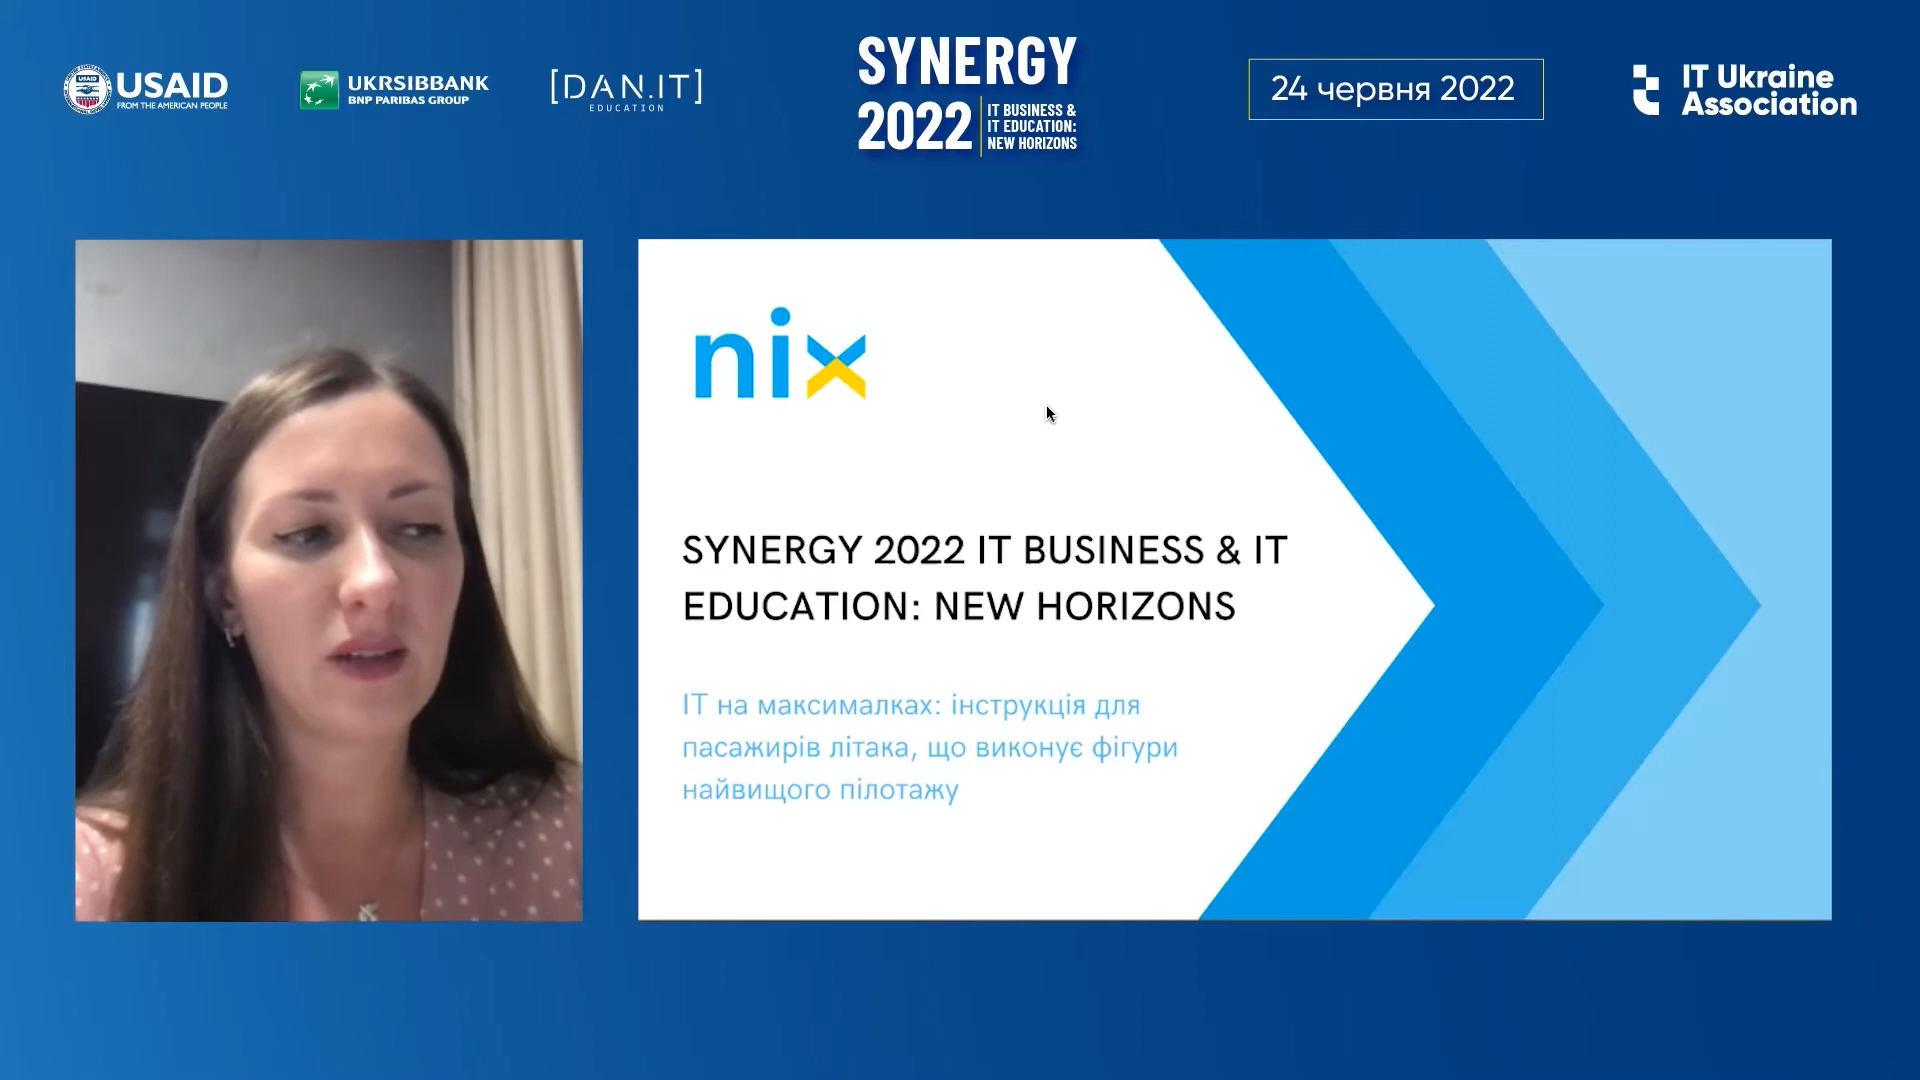 USAID
FROM THE AMERICAN PEOPLE
UKRSIBBANK
BNP PARIBAS GROUP
[DAN.IT]
EDUCATION
SYNERGY
2022
IT BUSINESS &
IT EDUCATION:
NEW HORIZONS
24 червня 2022
IT Ukraine
Association
nix
SYNERGY 2022 IT BUSINESS & IT
EDUCATION: NEW HORIZONS
ІТ на максималках: інструкція для
пасажирів літака, що виконує фігури
найвищого пілотажу